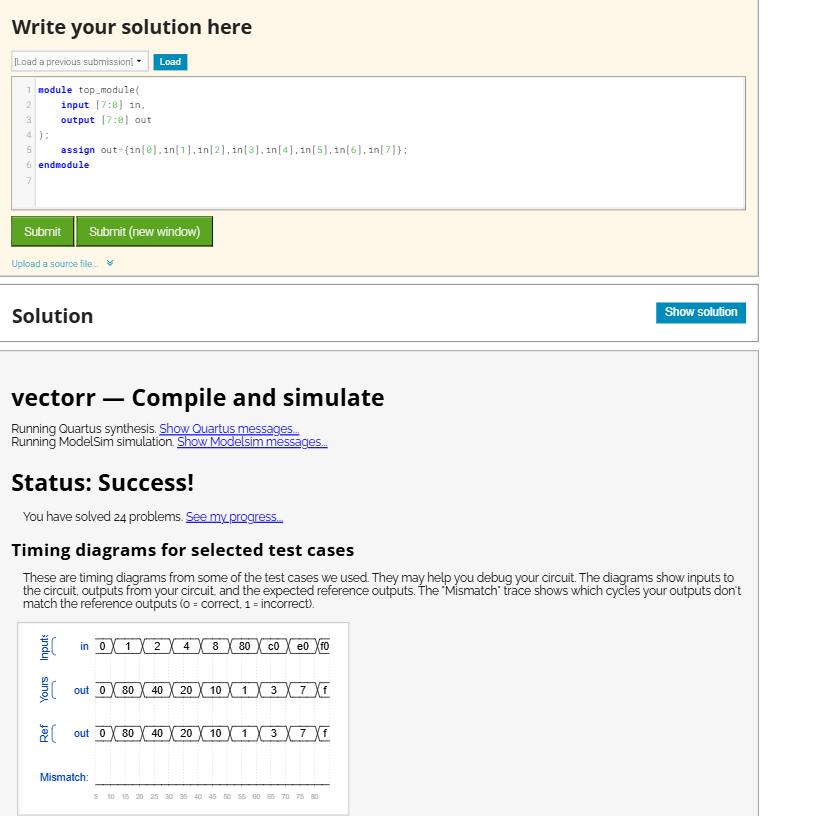 Write your solution here
[Load a previous submission] Load
1 module top_module(
2 input [7:0] in,
3 output [7:0] out
4 );
5 assign out={in[0],in[1],in[2],in[3],in[4],in[5],in[6],in[7]};
6 endmodule
7
Submit Submit (new window)
Upload a source file...
Solution Show solution
vectorr — Compile and simulate
Running Quartus synthesis. Show Quartus messages...
Running ModelSim simulation. Show Modelsim messages...
Status: Success!
You have solved 24 problems. See my progress...
Timing diagrams for selected test cases
These are timing diagrams from some of the test cases we used. They may help you debug your circuit. The diagrams show inputs to
the circuit, outputs from your circuit, and the expected reference outputs. The "Mismatch" trace shows which cycles your outputs don't
match the reference outputs (0 = correct, 1 = incorrect).
Inputs in 0 1 2 4 8 80 c0 e0 f0
Yours out 0 80 40 20 10 1 3 7 f
Ref out 0 80 40 20 10 1 3 7 f
Mismatch:
5 10 15 20 25 30 35 40 45 50 55 60 65 70 75 80